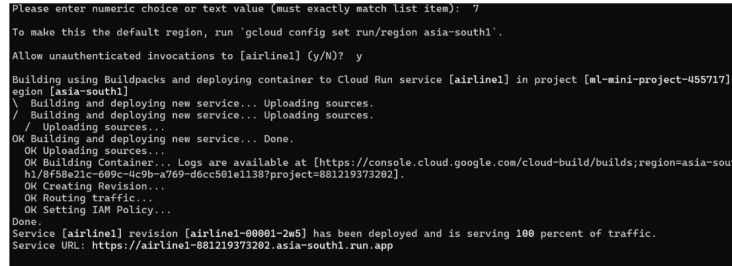 Please enter numeric choice or text value (must exactly match list item):  7
To make this the default region, run `gcloud config set run/region asia-south1`.
Allow unauthenticated invocations to [airline1] (y/N)?  y
Building using Buildpacks and deploying container to Cloud Run service [airline1] in project [ml-mini-project-455717]
egion [asia-south1]
\  Building and deploying new service... Uploading sources.
/  Building and deploying new service... Uploading sources.
  /  Uploading sources...
OK Building and deploying new service... Done.
  OK Uploading sources...
  OK Building Container... Logs are available at [https://console.cloud.google.com/cloud-build/builds;region=asia-sou
h1/8f58e21c-609c-4c9b-a769-d6cc501e1138?project=881219373202].
  OK Creating Revision...
  OK Routing traffic...
  OK Setting IAM Policy...
Done.
Service [airline1] revision [airline1-00001-2w5] has been deployed and is serving 100 percent of traffic.
Service URL: https://airline1-881219373202.asia-south1.run.app